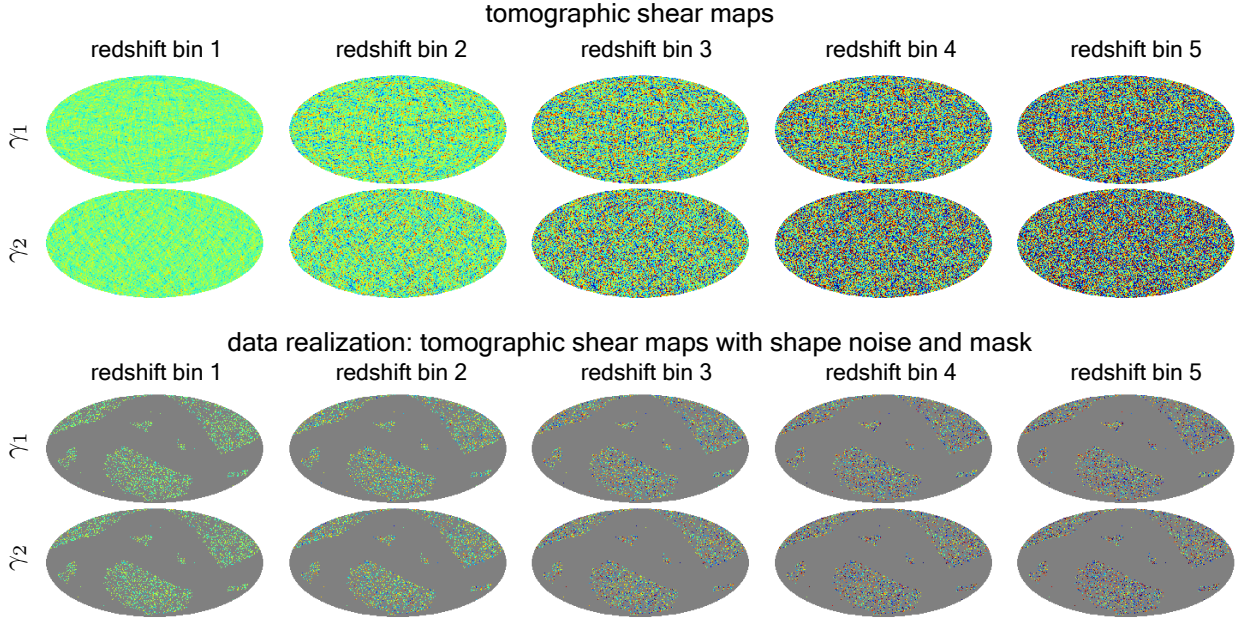 tomographic shear maps
redshift bin 1 redshift bin 2 redshift bin 3 redshift bin 4 redshift bin 5
γ1
γ2
data realization: tomographic shear maps with shape noise and mask
redshift bin 1 redshift bin 2 redshift bin 3 redshift bin 4 redshift bin 5
γ1
γ2